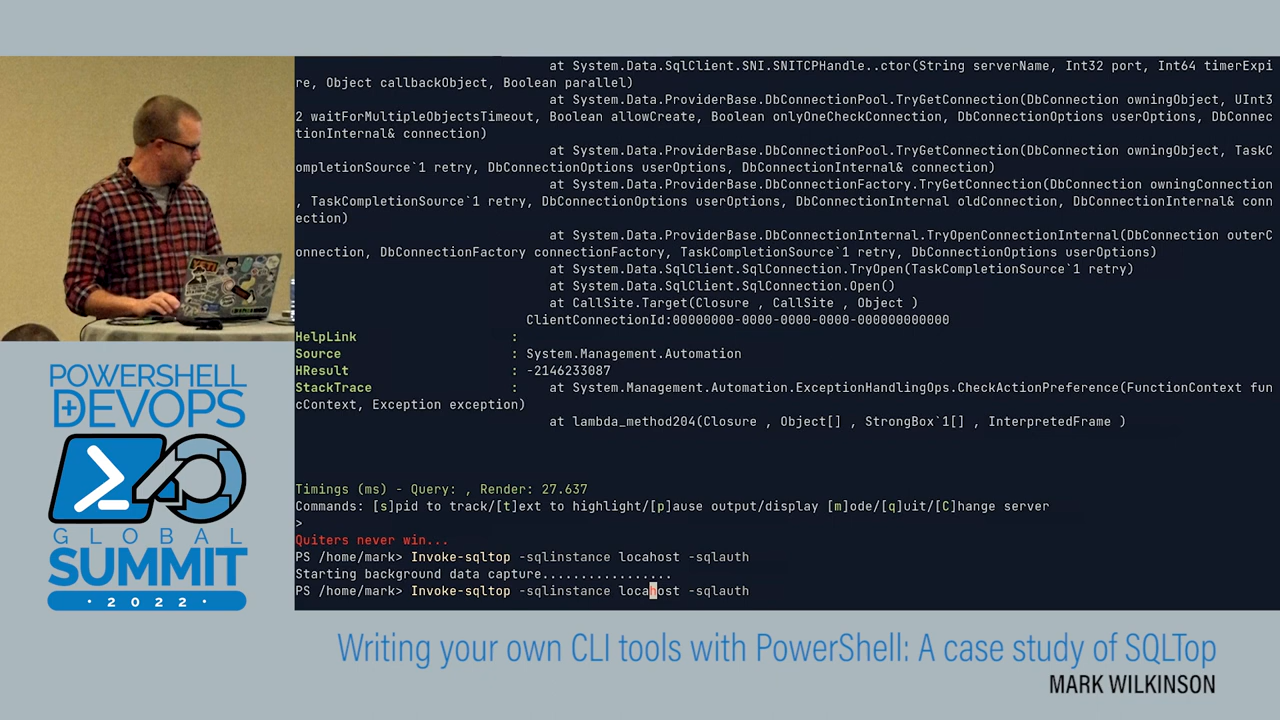 at System.Data.SqlClient.SNI.SNITCPHandle..ctor(String serverName, Int32 port, Int64 timerExpi
re, Object callbackObject, Boolean parallel)
at System.Data.ProviderBase.DbConnectionPool.TryGetConnection(DbConnection owningObject, UInt3
2 waitForMultipleObjectsTimeout, Boolean allowCreate, Boolean onlyOneCheckConnection, DbConnectionOptions userOptions, DbConnec
tionInternal& connection)
at System.Data.ProviderBase.DbConnectionPool.TryGetConnection(DbConnection owningObject, TaskC
ompletionSource`1 retry, DbConnectionOptions userOptions, DbConnectionInternal& connection)
at System.Data.ProviderBase.DbConnectionFactory.TryGetConnection(DbConnection owningConnection
, TaskCompletionSource`1 retry, DbConnectionOptions userOptions, DbConnectionInternal oldConnection, DbConnectionInternal& conn
ection)
at System.Data.ProviderBase.DbConnectionInternal.TryOpenConnectionInternal(DbConnection outerC
onnection, DbConnectionFactory connectionFactory, TaskCompletionSource`1 retry, DbConnectionOptions userOptions)
at System.Data.SqlClient.SqlConnection.TryOpen(TaskCompletionSource`1 retry)
at System.Data.SqlClient.SqlConnection.Open()
at CallSite.Target(Closure , CallSite , Object )
ClientConnectionId:00000000-0000-0000-0000-000000000000
HelpLink :
Source : System.Management.Automation
HResult : -2146233087
StackTrace : at System.Management.Automation.ExceptionHandlingOps.CheckActionPreference(FunctionContext fun
cContext, Exception exception)
at lambda_method204(Closure , Object[] , StrongBox`1[] , InterpretedFrame )
Timings (ms) - Query: , Render: 27.637
Commands: [s]pid to track/[t]ext to highlight/[p]ause output/display [m]ode/[q]uit/[C]hange server
>
Quiters never win...
PS /home/mark> Invoke-sqltop -sqlinstance locahost -sqlauth
Starting background data capture.................
PS /home/mark> Invoke-sqltop -sqlinstance locahost -sqlauth
YETI
POWERSHELL
+DEVOPS
GLOBAL
SUMMIT
· 2022 ·
Writing your own CLI tools with PowerShell: A case study of SQLTop
MARK WILKINSON